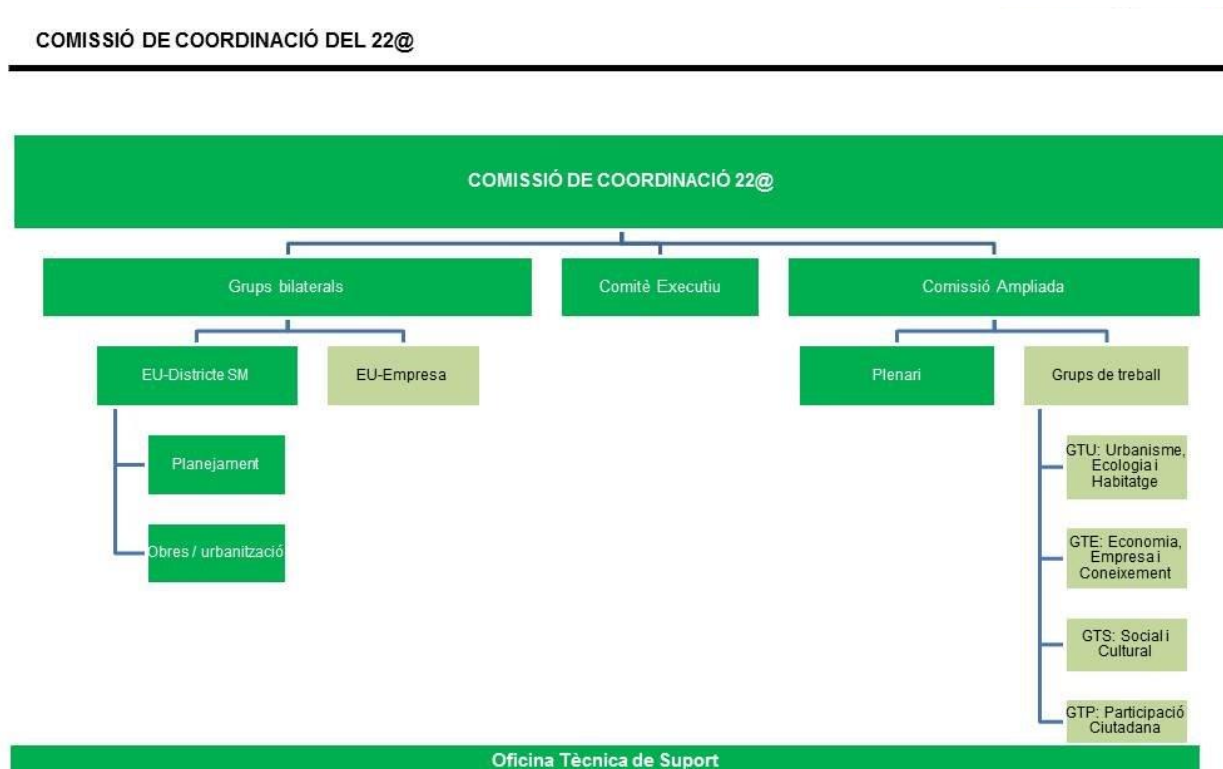 COMISSIÓ DE COORDINACIÓ DEL 22@
COMISSIÓ DE COORDINACIÓ 22@
Grups bilaterals
Comitè Executiu
Comissió Ampliada
EU-Districte SM
EU-Empresa
Plenari
Grups de treball
Planejament
Obres / urbanització
GTU: Urbanisme,
Ecologia i
Habitatge
GTE: Economia,
Empresa i
Coneixement
GTS: Social i
Cultural
GTP: Participació
Ciutadana
Oficina Tècnica de Suport